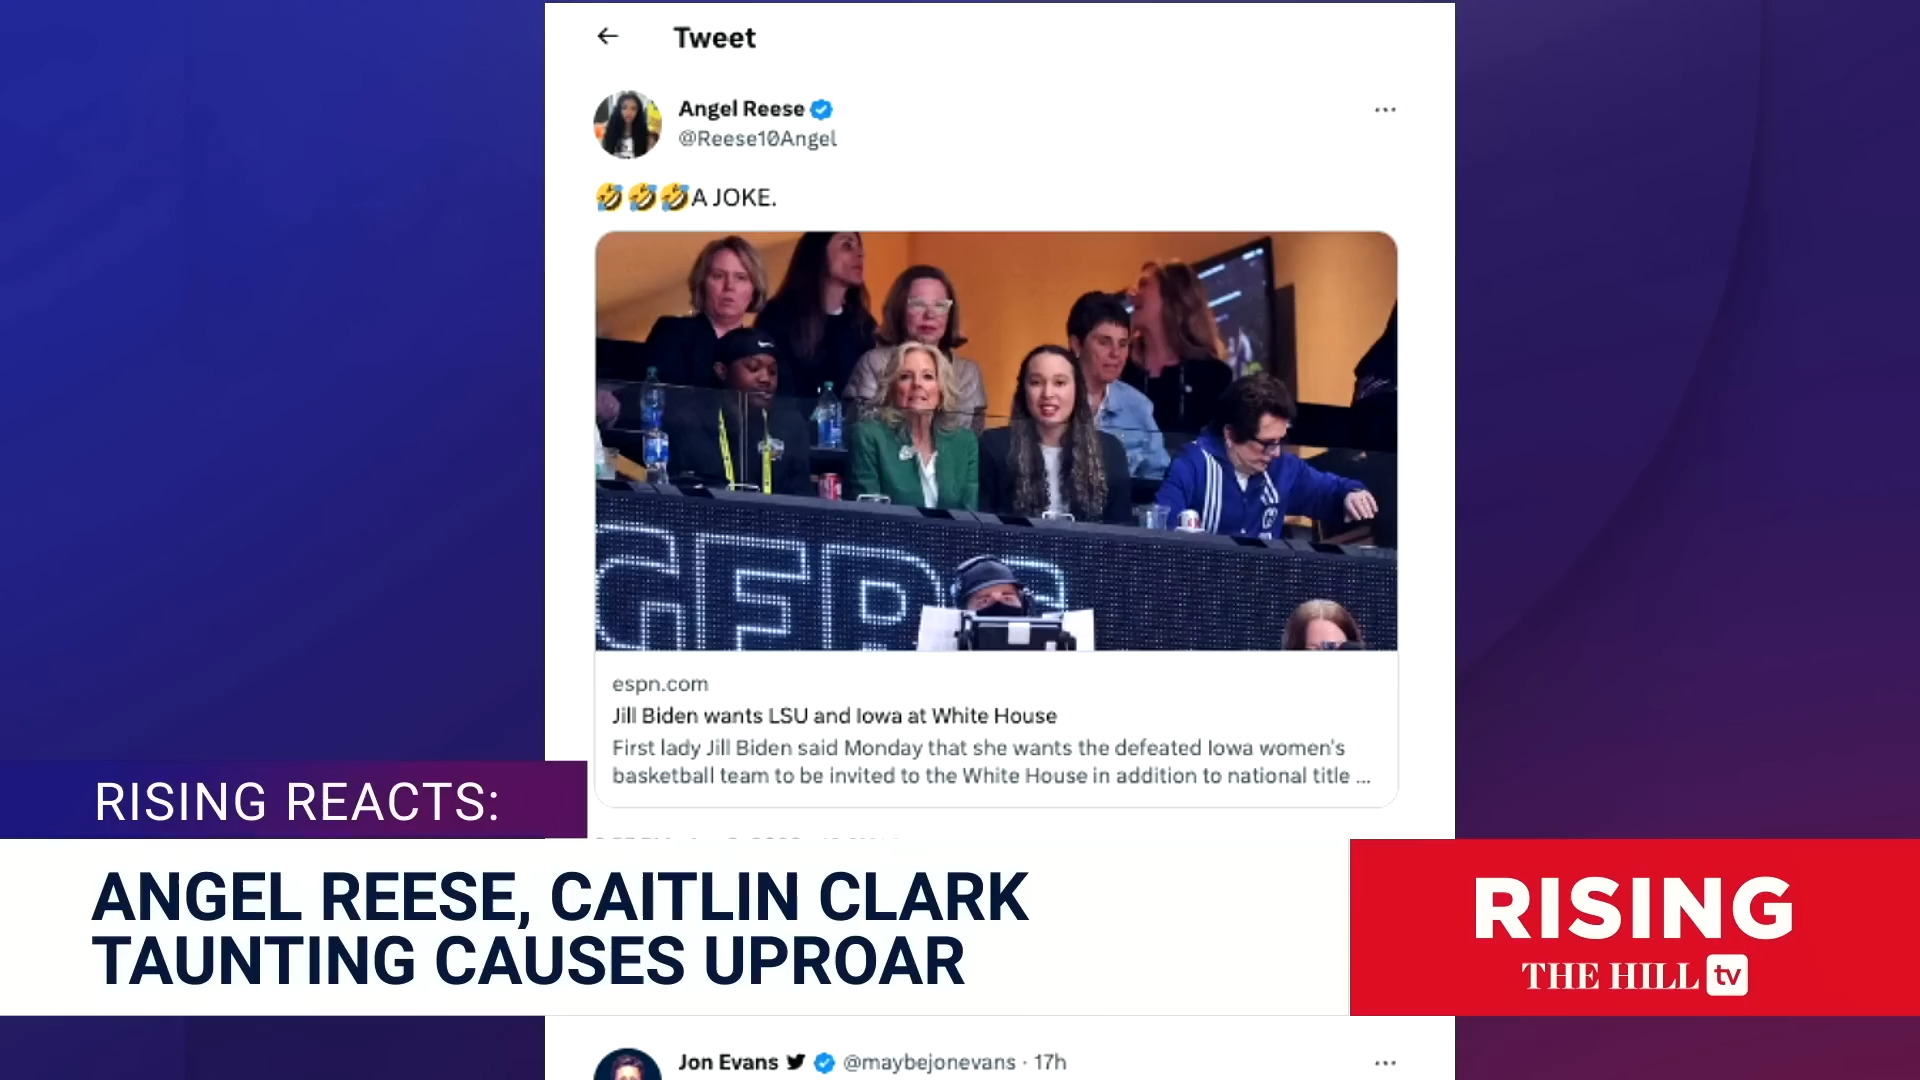 Tweet
Angel Reese
@Reese10Angel
🤣🤣🤣A JOKE.
espn.com
Jill Biden wants LSU and Iowa at White House
First lady Jill Biden said Monday that she wants the defeated Iowa women's
basketball team to be invited to the White House in addition to national title ...
RISING REACTS:
ANGEL REESE, CAITLIN CLARK
TAUNTING CAUSES UPROAR
RISING
THE HILL tv
Jon Evans @maybejonevans · 17h